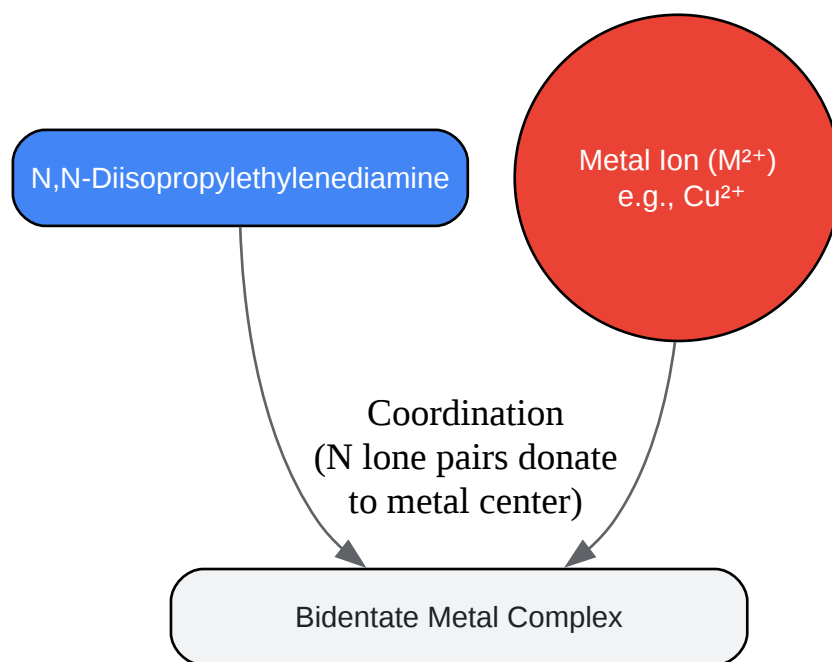 N,N-Diisopropylethylenediamine
Metal Ion (M²⁺)
e.g., Cu²⁺
Coordination
(N lone pairs donate
to metal center)
Bidentate Metal Complex